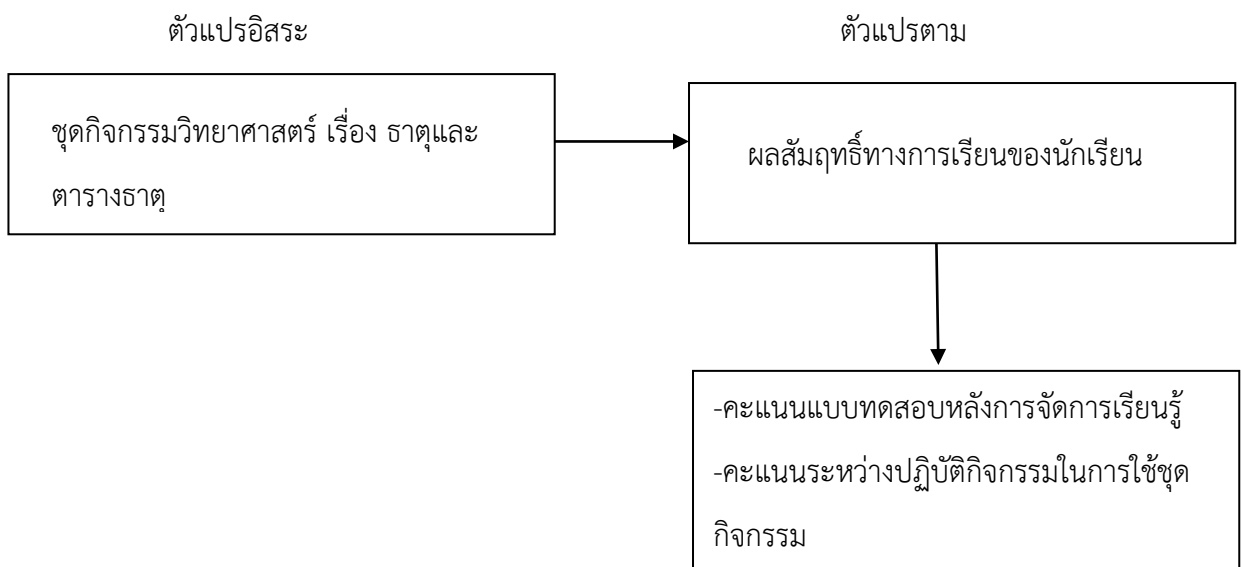 ตัวแปรอิสระ
ตัวแปรตาม
ชุดกิจกรรมวิทยาศาสตร์ เรื่อง ธาตุและ
ตารางธาตุ
ผลสัมฤทธิ์ทางการเรียนของนักเรียน
-คะแนนแบบทดสอบหลังการจัดการเรียนรู้
-คะแนนระหว่างปฏิบัติกิจกรรมในการใช้ชุด
กิจกรรม